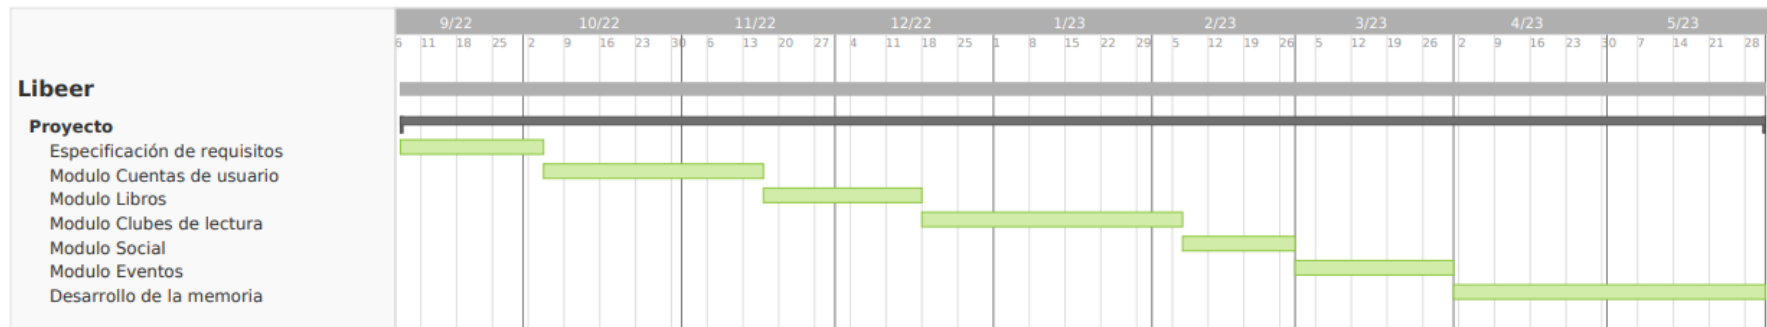 9/22 10/22 11/22 12/22 1/23 2/23 3/23 4/23 5/23
6 11 18 25 2 9 16 23 30 6 13 20 27 4 11 18 25 1 8 15 22 29 5 12 19 26 5 12 19 26 2 9 16 23 30 7 14 21 28
Libeer
Proyecto
Especificación de requisitos
Modulo Cuentas de usuario
Modulo Libros
Modulo Clubes de lectura
Modulo Social
Modulo Eventos
Desarrollo de la memoria